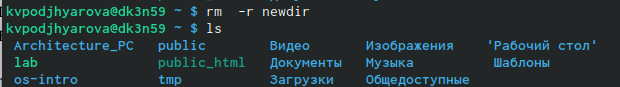 kvpodjhyarova@dk3n59 ~ $ rm  -r newdir
kvpodjhyarova@dk3n59 ~ $ ls
Architecture_PC   public        Видео       Изображения    'Рабочий стол'
lab               public_html   Документы   Музыка          Шаблоны
os-intro          tmp           Загрузки    Общедоступные